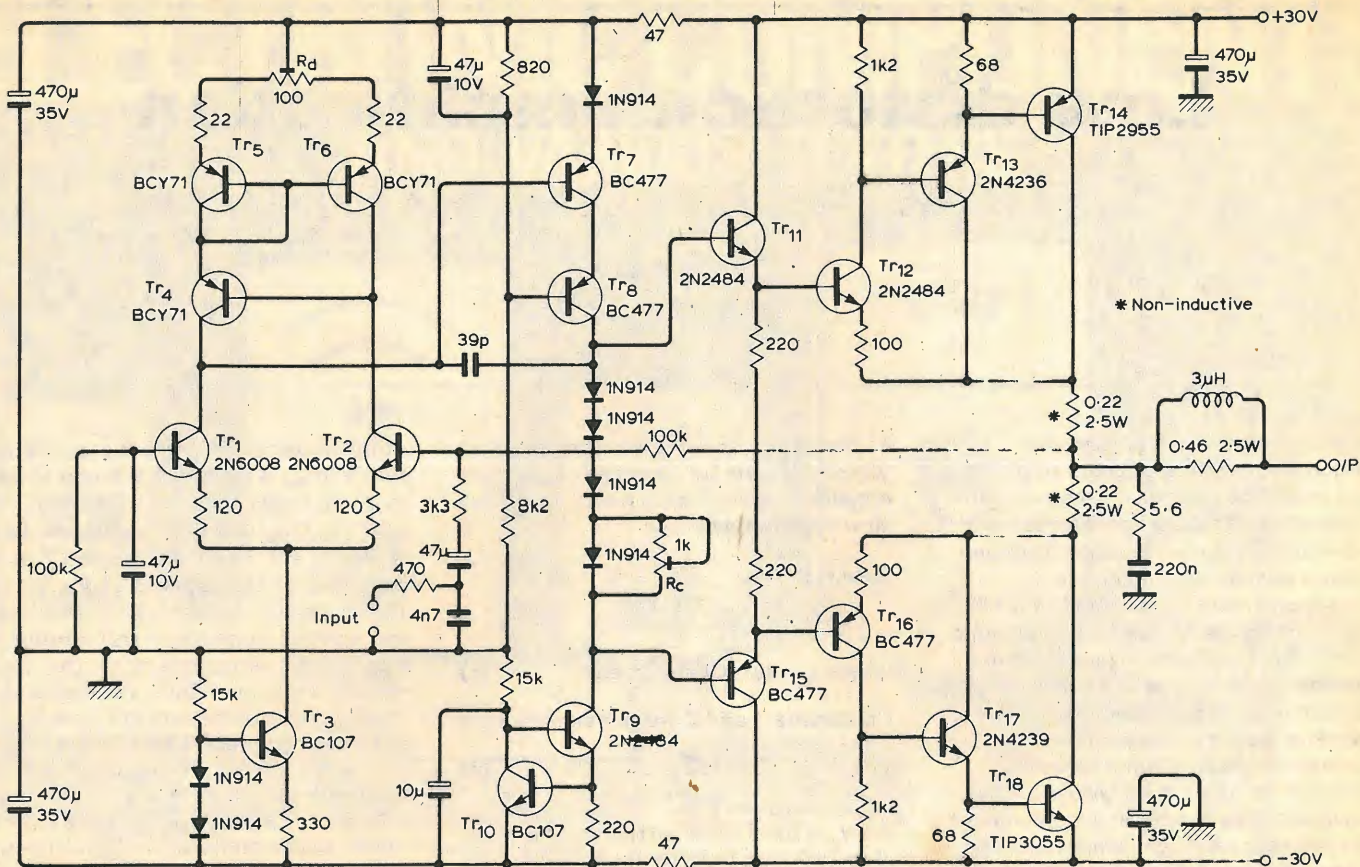 +30V
47
Rd
100
47μ
10V
820
1k2
68
470μ
35V
470μ
35V
22
22
1N914
Tr14
TIP2955
Tr5
Tr6
BCY71
BCY71
Tr7
BC477
Tr13
2N4236
Tr11
2N2484
Tr4
BCY71
Tr8
BC477
Tr12
2N2484
* Non-inductive
39p
220
100
1N914
1N914
3μH
*
0·22
2·5W
Tr1
2N6008
Tr2
2N6008
100k
0·46 2·5W
O/P
120
120
3k3
8k2
1N914
*
0·22
2·5W
5·6
220
100k
47μ
10V
47μ
470
1N914
1k
Rc
100
220n
Input
4n7
Tr16
BC477
15k
15k
Tr15
BC477
Tr3
BC107
Tr9
2N2484
Tr17
2N4239
1N914
1N914
10μ
1k2
Tr18
TIP3055
470μ
35V
470μ
35V
330
Tr10
BC107
220
68
47
-30V